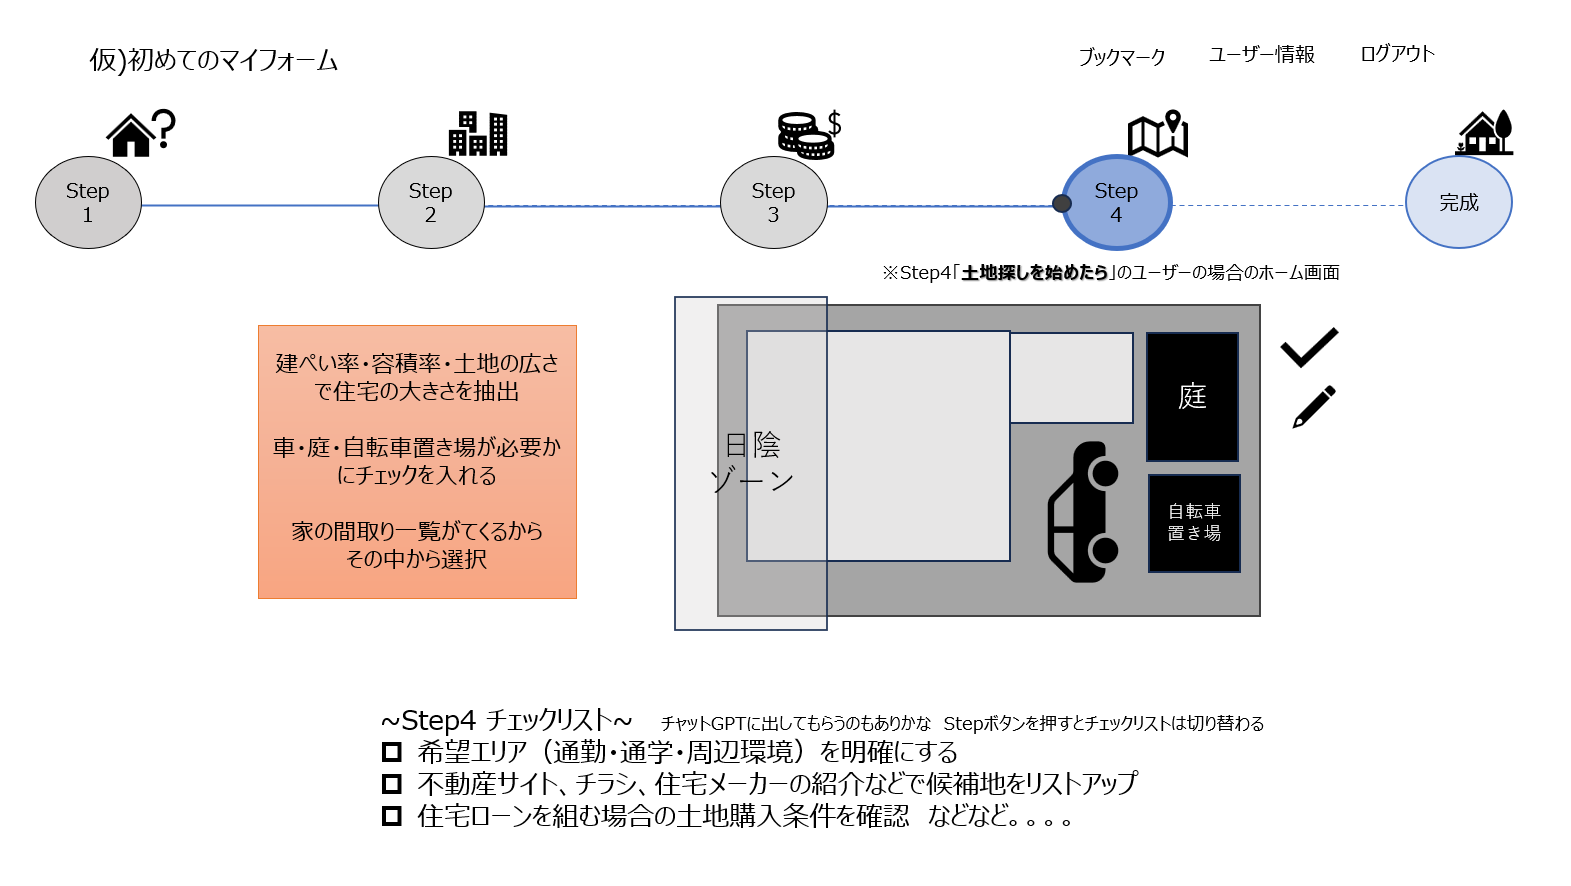 仮)初めてのマイフォーム
ブックマーク
ユーザー情報
ログアウト
?
$
Step
1
Step
2
Step
3
Step
4
完成
※Step4「土地探しを始めたら」のユーザーの場合のホーム画面
建ぺい率・容積率・土地の広さ
で住宅の大きさを抽出
車・庭・自転車置き場が必要か
にチェックを入れる
家の間取り一覧がてくるから
その中から選択
日陰
ゾーン
庭
自転車
置き場
~Step4 チェックリスト~
チャットGPTに出してもらうのもありかな Stepボタンを押すとチェックリストは切り替わる
希望エリア（通勤・通学・周辺環境）を明確にする
不動産サイト、チラシ、住宅メーカーの紹介などで候補地をリストアップ
住宅ローンを組む場合の土地購入条件を確認 などなど。。。。